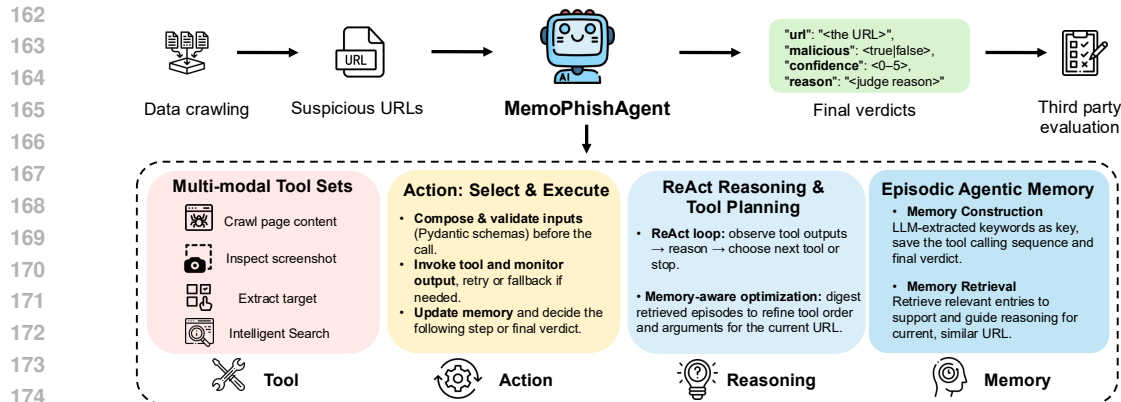 162
163
164
165
166
167
168
169
170
171
172
173
174
URL
AI
"url": "<the URL>",
"malicious": <true|false>,
"confidence": <0–5>,
"reason": "<judge reason>"
Data crawling
Suspicious URLs
MemoPhishAgent
Final verdicts
Third party
evaluation
Multi-modal Tool Sets
Crawl page content
Inspect screenshot
Extract target
Intelligent Search
Tool
Action: Select & Execute
• Compose & validate inputs
(Pydantic schemas) before the
call.
• Invoke tool and monitor
output, retry or fallback if
needed.
• Update memory and decide the
following step or final verdict.
Action
ReAct Reasoning &
Tool Planning
• ReAct loop: observe tool outputs
→ reason → choose next tool or
stop.
• Memory-aware optimization: digest
retrieved episodes to refine tool order
and arguments for the current URL.
Reasoning
Episodic Agentic Memory
• Memory Construction
LLM-extracted keywords as key,
save the tool calling sequence and
final verdict.
• Memory Retrieval
Retrieve relevant entries to
support and guide reasoning for
current, similar URL.
Memory